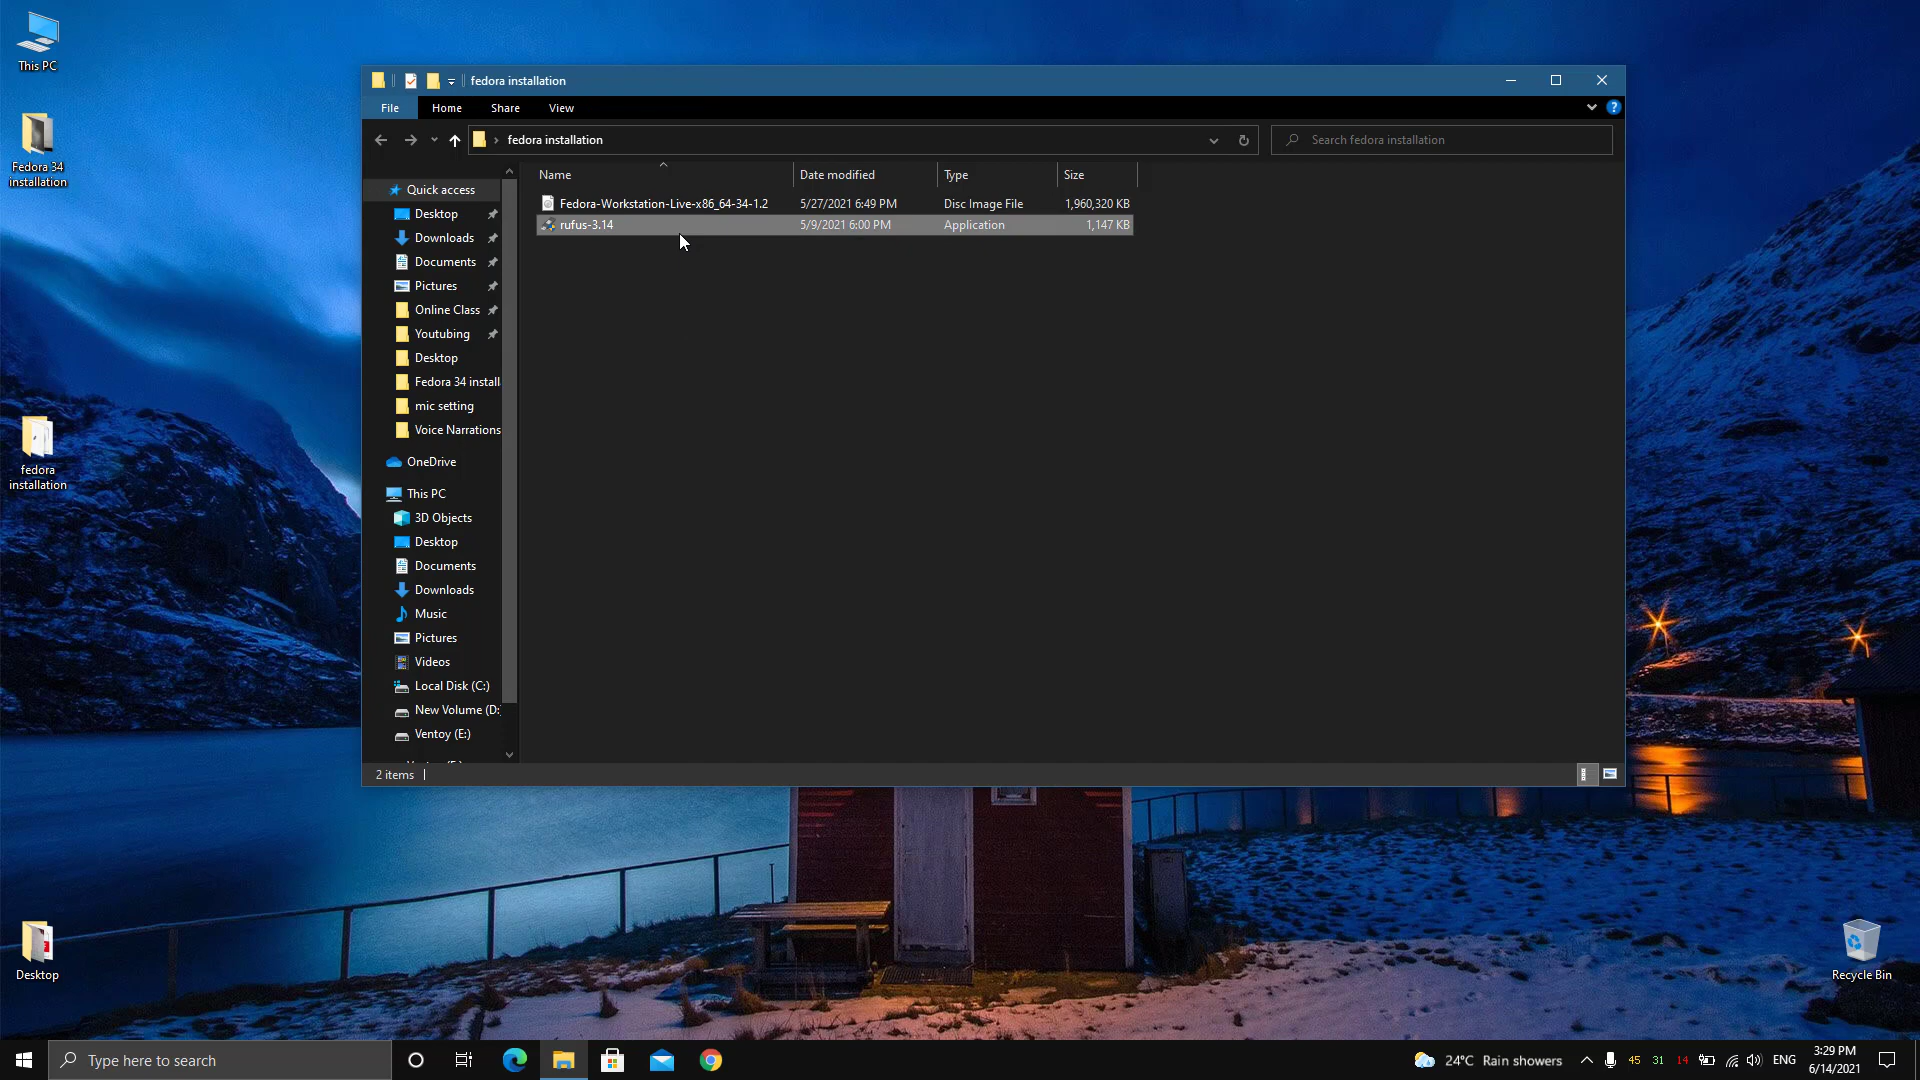 This PC
Fedora 34
installation
fedora
installation
Desktop
Recycle Bin
fedora installation
File
Home
Share
View
?
fedora installation
Search fedora installation
Name
Date modified
Type
Size
Fedora-Workstation-Live-x86_64-34-1.2
5/27/2021 6:49 PM
Disc Image File
1,960,320 KB
rufus-3.14
5/9/2021 6:00 PM
Application
1,147 KB
Quick access
Desktop
Downloads
Documents
Pictures
Online Class
Youtubing
Desktop
Fedora 34 install
mic setting
Voice Narrations
OneDrive
This PC
3D Objects
Desktop
Documents
Downloads
Music
Pictures
Videos
Local Disk (C:)
New Volume (D:
Ventoy (E:)
2 items
Type here to search
24°C Rain showers
45
31
14
ENG
3:29 PM
6/14/2021